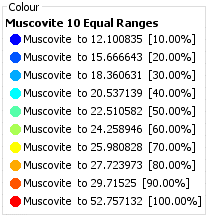 Colour
Muscovite 10 Equal Ranges
Muscovite to 12.100835 [10.00%]
Muscovite to 15.666643 [20.00%]
Muscovite to 18.360631 [30.00%]
Muscovite to 20.537139 [40.00%]
Muscovite to 22.510582 [50.00%]
Muscovite to 24.258946 [60.00%]
Muscovite to 25.980828 [70.00%]
Muscovite to 27.723973 [80.00%]
Muscovite to 29.71525 [90.00%]
Muscovite to 52.757132 [100.00%]